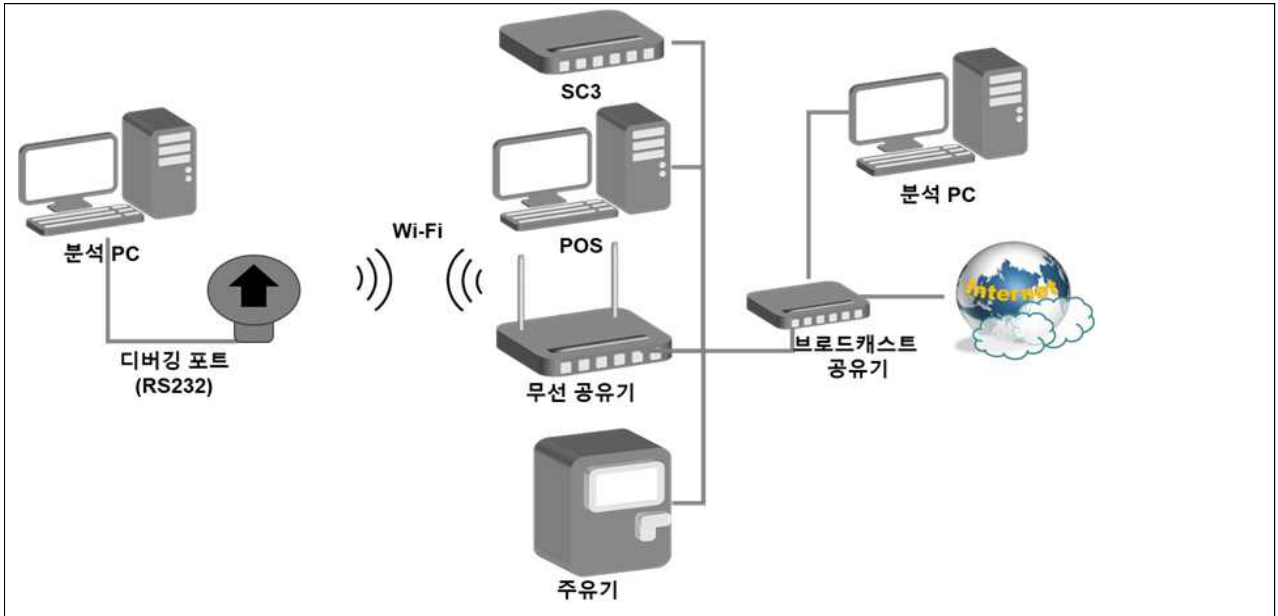 SC3
분석 PC
Wi-Fi
POS
분석 PC
Internet
디버깅 포트
(RS232)
무선 공유기
브로드캐스트
공유기
주유기